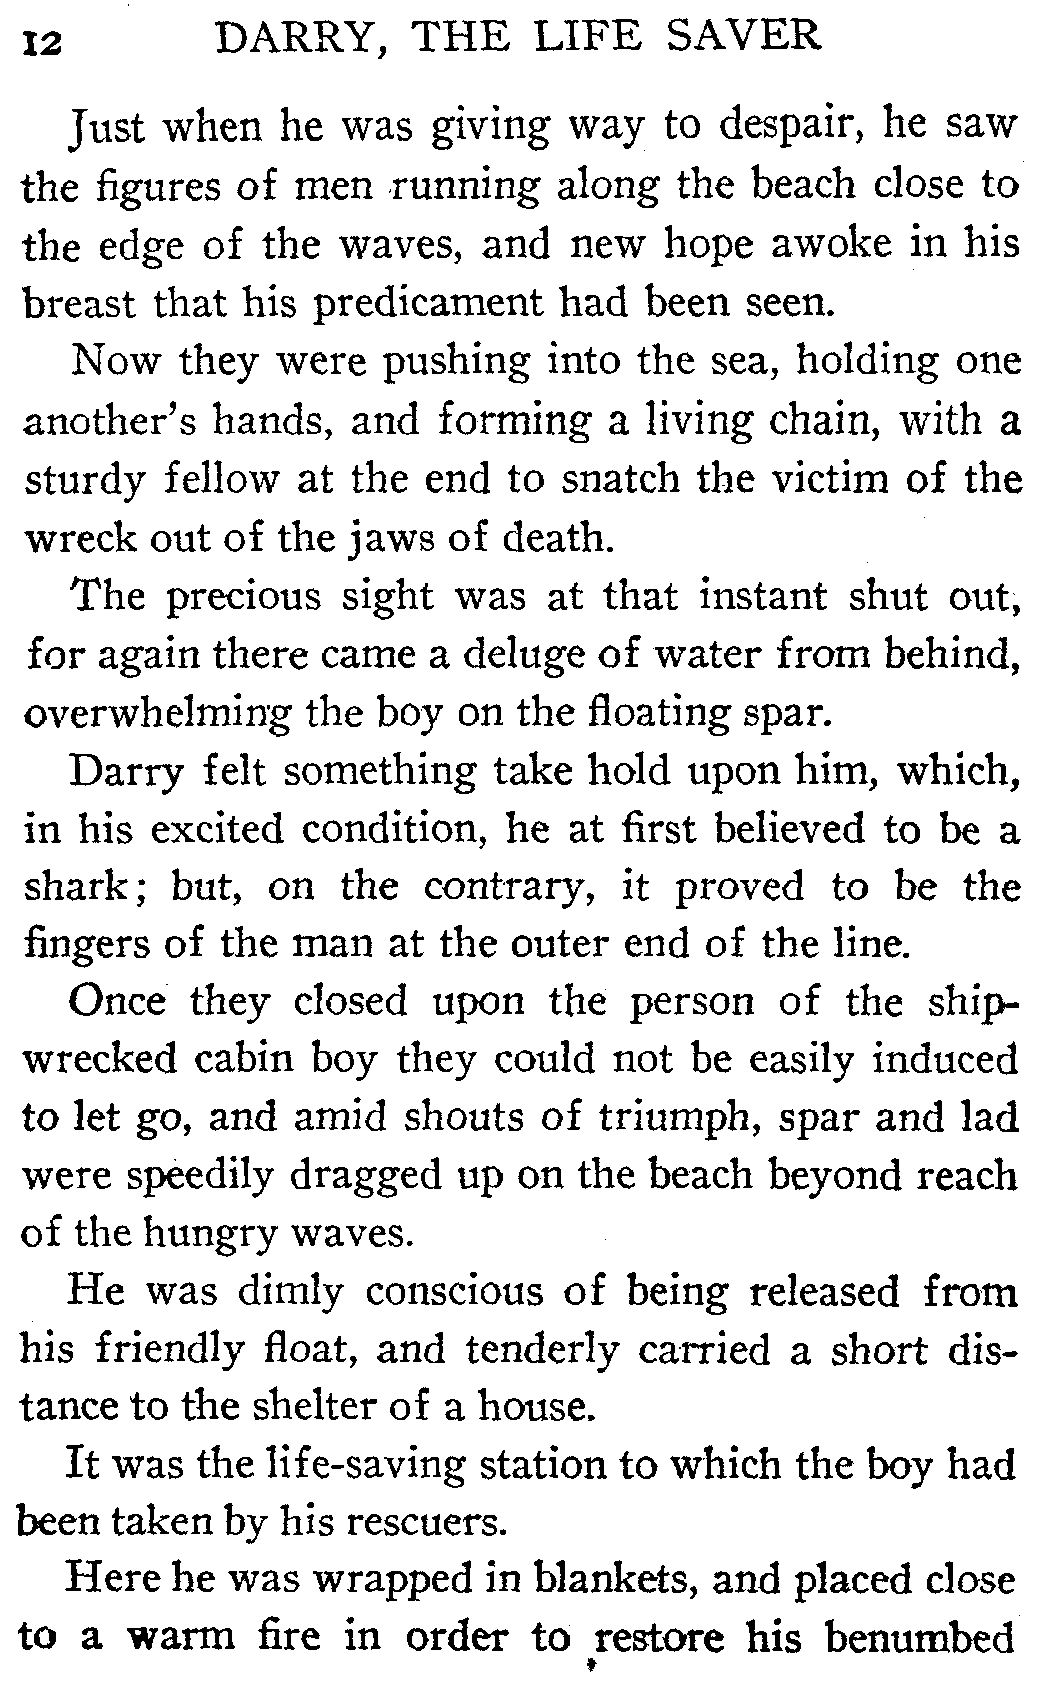 12 DARRY, THE LIFE SAVER
Just when he was giving way to despair, he saw
the figures of men running along the beach close to
the edge of the waves, and new hope awoke in his
breast that his predicament had been seen.
Now they were pushing into the sea, holding one
another's hands, and forming a living chain, with a
sturdy fellow at the end to snatch the victim of the
wreck out of the jaws of death.
The precious sight was at that instant shut out,
for again there came a deluge of water from behind,
overwhelming the boy on the floating spar.
Darry felt something take hold upon him, which,
in his excited condition, he at first believed to be a
shark; but, on the contrary, it proved to be the
fingers of the man at the outer end of the line.
Once they closed upon the person of the ship-
wrecked cabin boy they could not be easily induced
to let go, and amid shouts of triumph, spar and lad
were speedily dragged up on the beach beyond reach
of the hungry waves.
He was dimly conscious of being released from
his friendly float, and tenderly carried a short dis-
tance to the shelter of a house.
It was the life-saving station to which the boy had
been taken by his rescuers.
Here he was wrapped in blankets, and placed close
to a warm fire in order to restore his benumbed